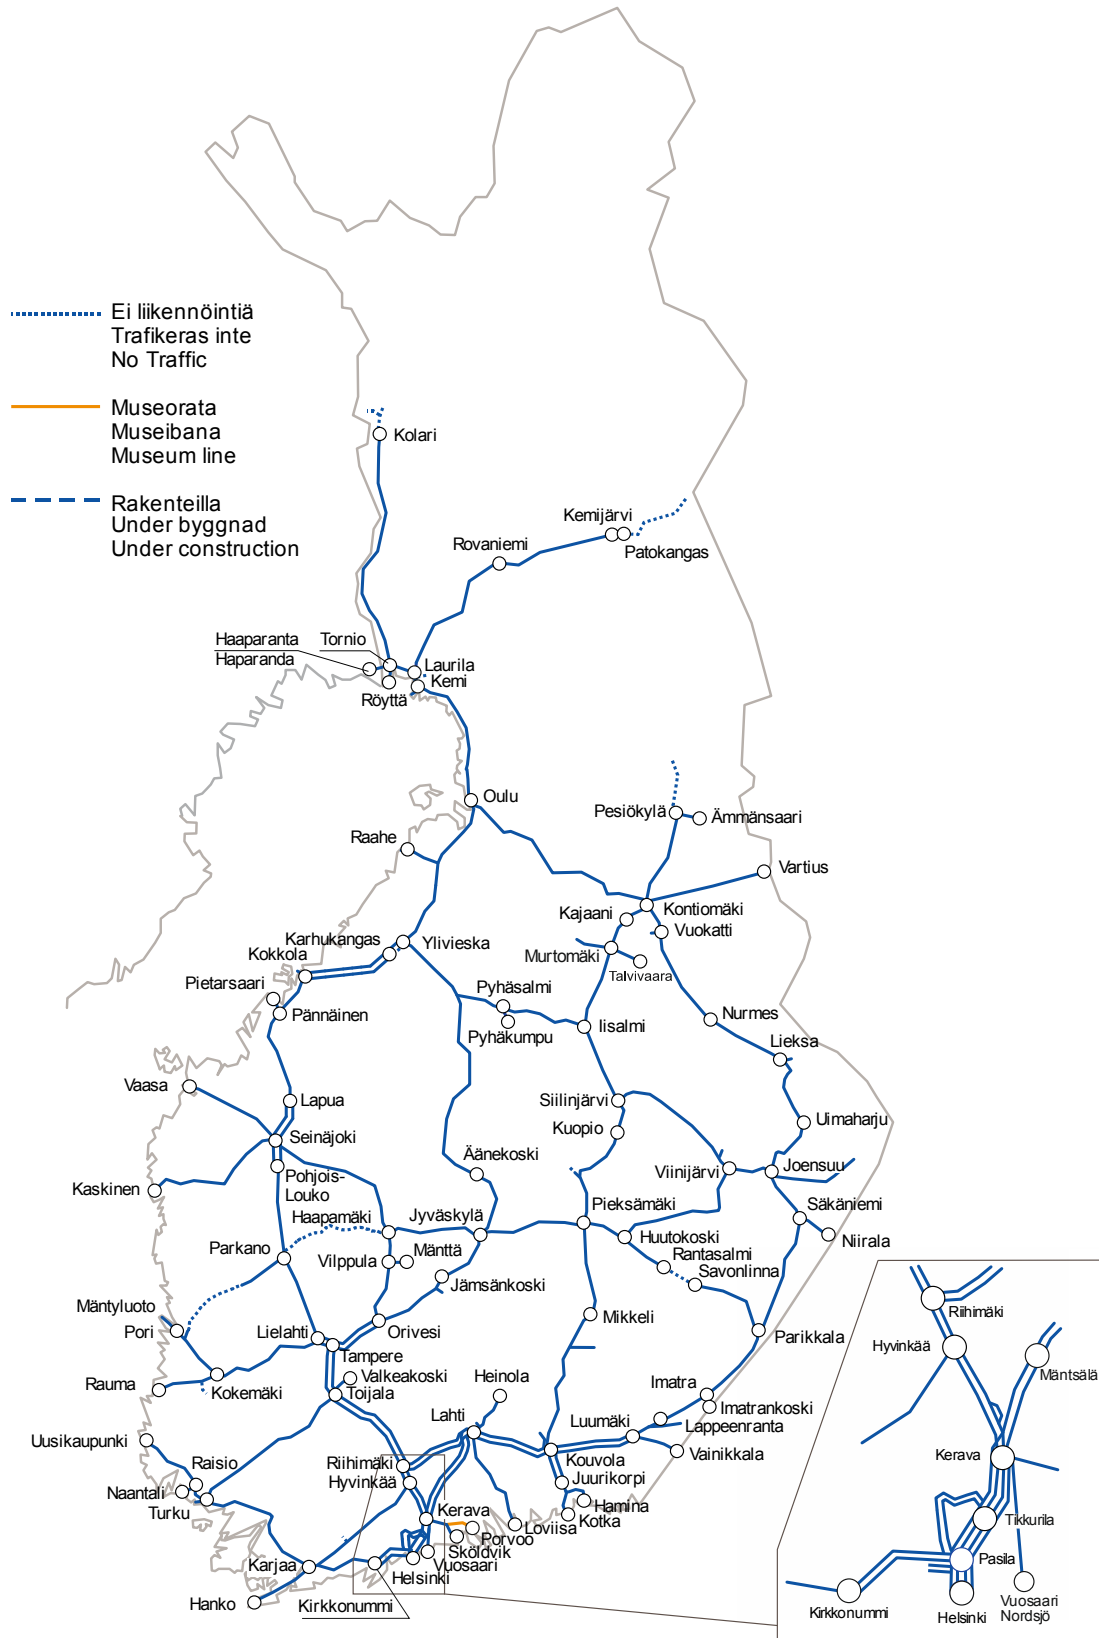 Ei liikennöintiä
Trafikeras inte
No Traffic
Museorata
Museibana
Museum line
Rakenteilla
Under byggnad
Under construction
Kolari
Kemijärvi
Rovaniemi
Patokangas
Haaparanta
Haparanda
Tornio
Laurila
Kemi
Röyttä
Oulu
Pesiökylä
Ämmänsaari
Raahe
Vartius
Kajaani
Kontiomäki
Vuokatti
Karhukangas
Ylivieska
Kokkola
Murtomäki
Talvivaara
Pietarsaari
Pyhäsalmi
Pännäinen
Pyhäkumpu
Iisalmi
Nurmes
Lieksa
Vaasa
Lapua
Siilinjärvi
Uimaharju
Seinäjoki
Kuopio
Äänekoski
Viinijärvi
Joensuu
Pohjois-
Louko
Kaskinen
Säkäniemi
Haapamäki
Jyväskylä
Pieksämäki
Niirala
Huutokoski
Parkano
Vilppula
Mänttä
Rantasalmi
Savonlinna
Jämsänkoski
Mäntyluoto
Pori
Lielahti
Orivesi
Mikkeli
Parikkala
Tampere
Valkeakoski
Rauma
Kokemäki
Toijala
Heinola
Imatra
Imatrankoski
Lahti
Luumäki
Lappeenranta
Uusikaupunki
Vainikkala
Raisio
Riihimäki
Kouvola
Hyvinkää
Juurikorpi
Naantali
Turku
Hamina
Kotka
Kerava
Porvoo
Loviisa
Sköldvik
Vuosaari
Helsinki
Karjaa
Hanko
Kirkkonummi
Riihimäki
Hyvinkää
Mäntsälä
Kerava
Tikkurila
Pasila
Kirkkonummi
Helsinki
Vuosaari
Nordsjö